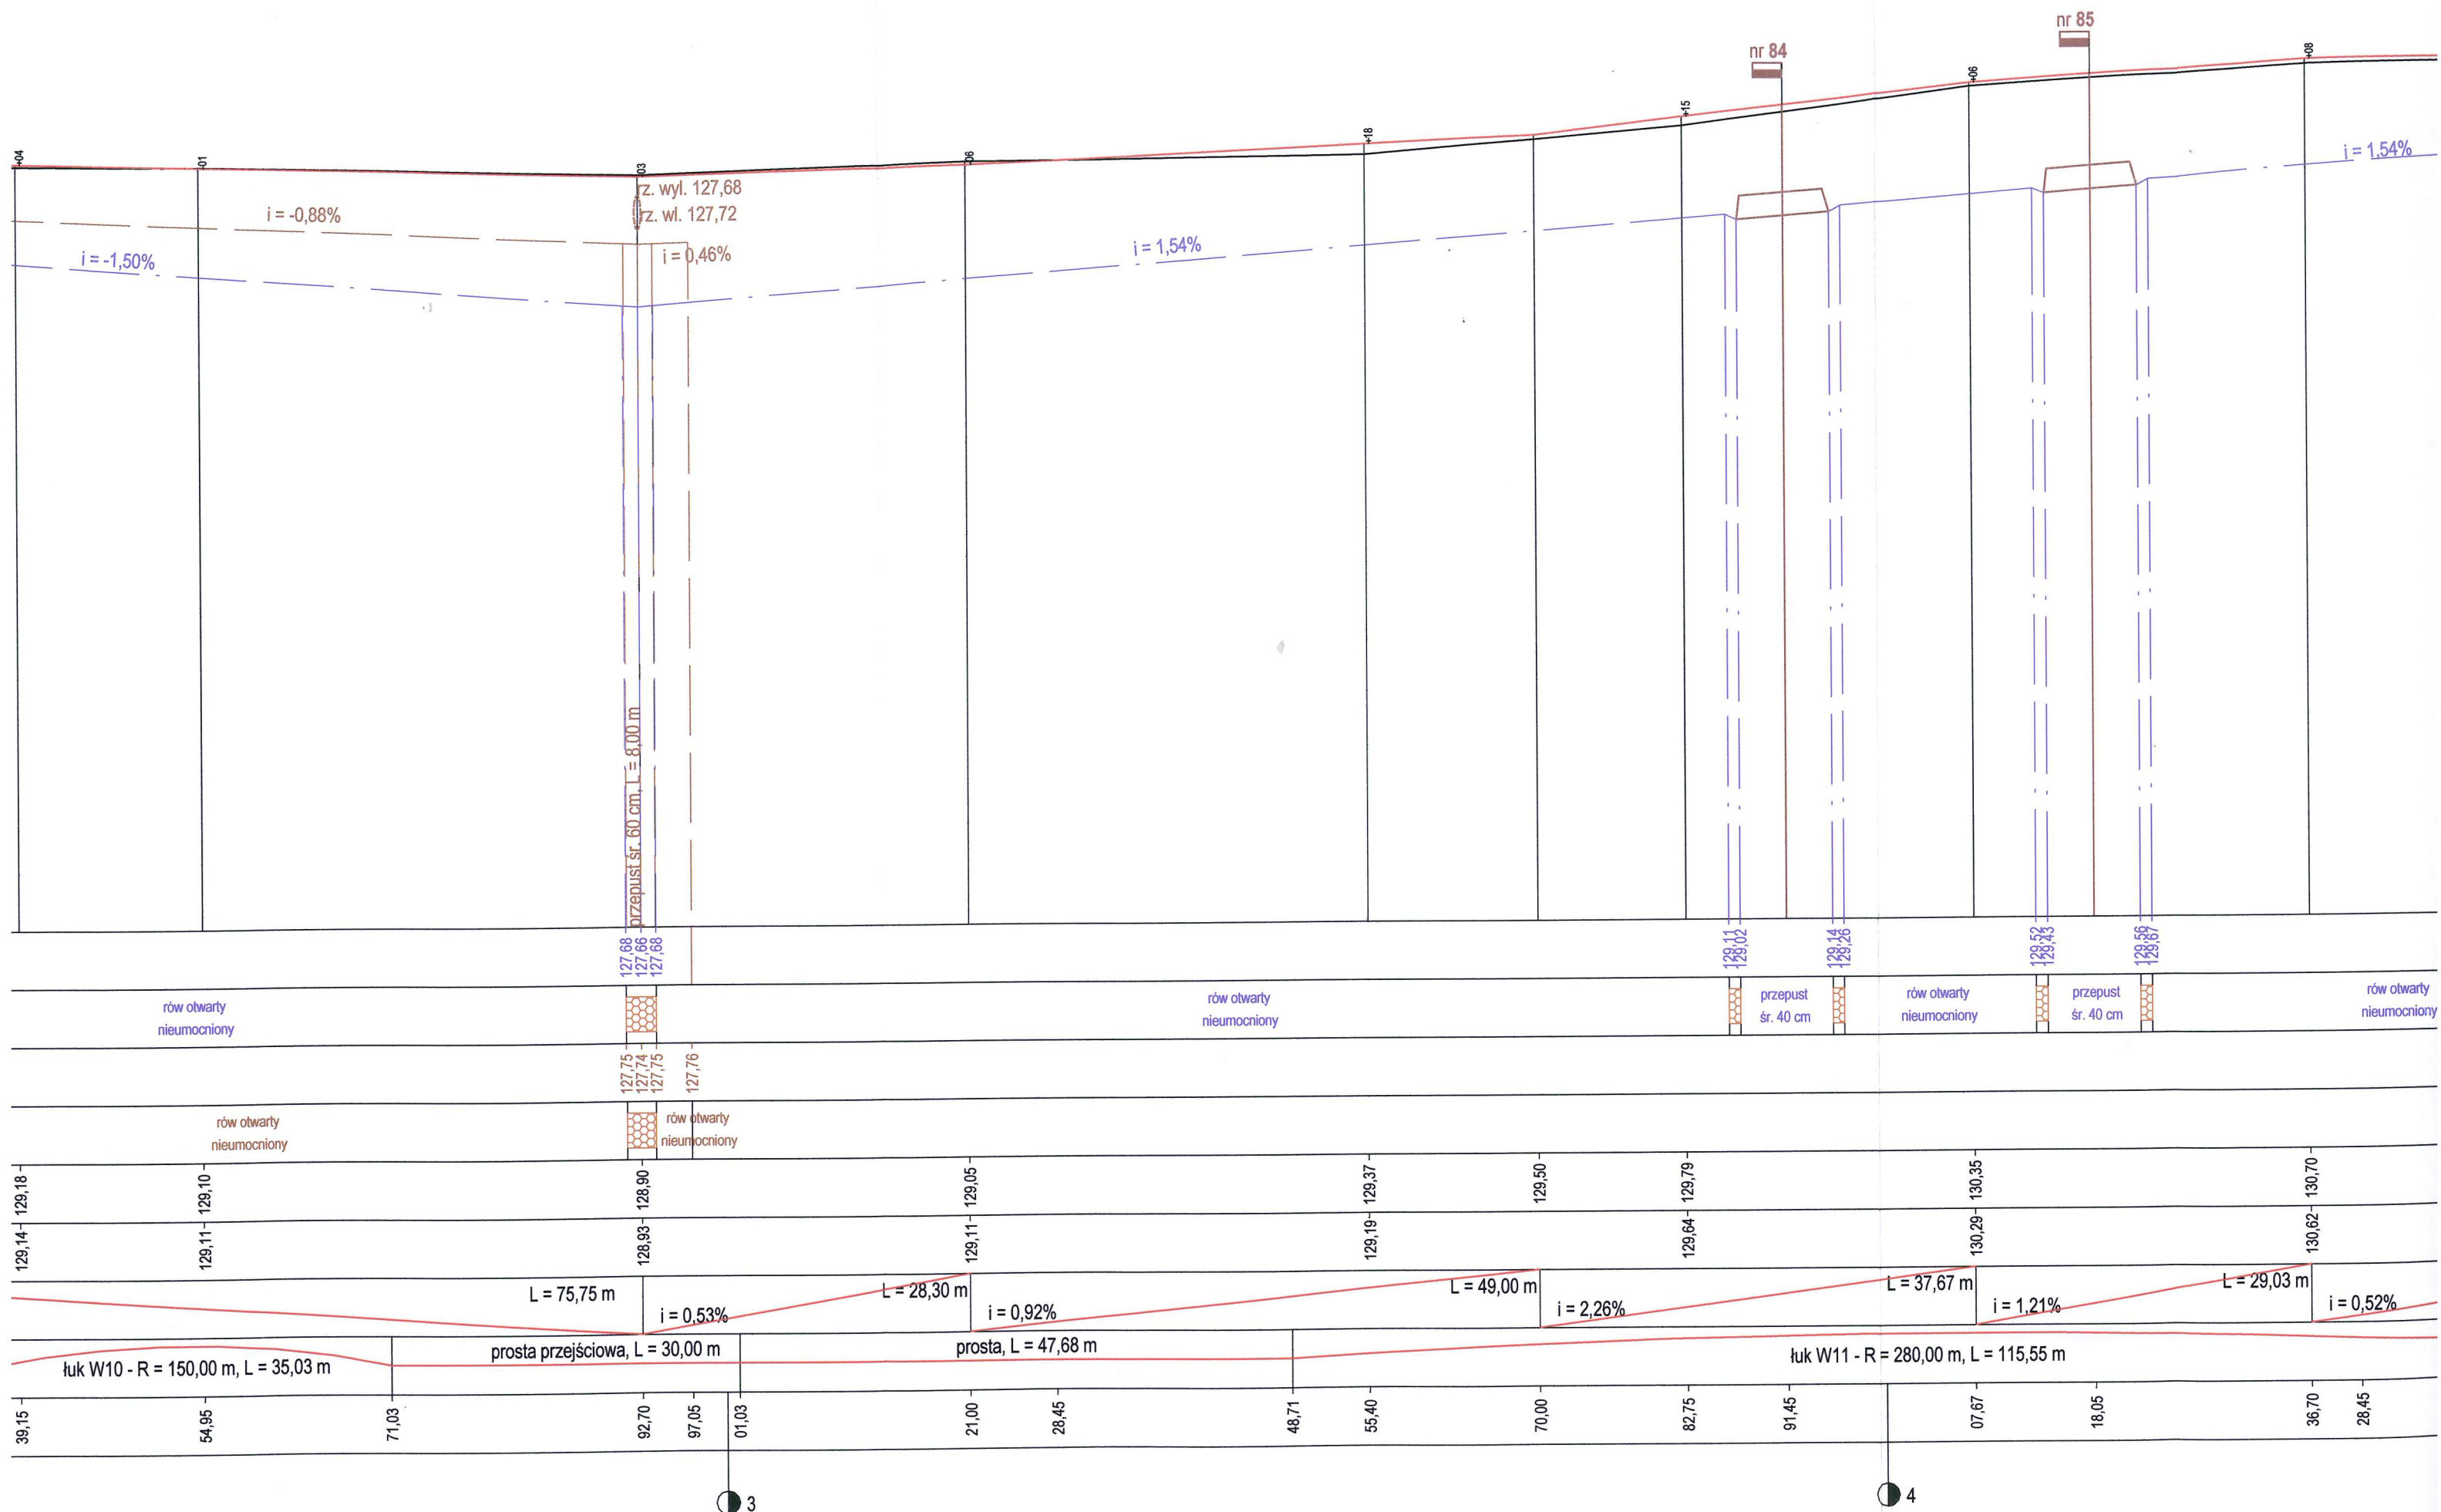 nr 85
nr 84
+08
+06
+15
+18
-06
-03
-01
+04
rz. wyl. 127,68
rz. wl. 127,72
i = -0,88%
i = 0,46%
i = -1,50%
i = 1,54%
i = 1,54%
przepust śr. 60 cm, L = 8,00 m
127,68
127,66
127,68
129,11
129,02
129,14
129,26
129,52
129,43
129,56
129,67
rów otwarty
nieumocniony
rów otwarty
nieumocniony
przepust
śr. 40 cm
rów otwarty
nieumocniony
przepust
śr. 40 cm
rów otwarty
nieumocniony
127,75
127,74
127,75
127,76
rów otwarty
nieumocniony
rów otwarty
nieumocniony
129,18
129,10
128,90
129,05
129,37
129,50
129,79
130,35
130,70
129,14
129,11
128,93
129,11
129,19
129,64
130,29
130,62
L = 75,75 m
i = 0,53%
L = 28,30 m
i = 0,92%
L = 49,00 m
i = 2,26%
L = 37,67 m
i = 1,21%
L = 29,03 m
i = 0,52%
łuk W10 - R = 150,00 m, L = 35,03 m
prosta przejściowa, L = 30,00 m
prosta, L = 47,68 m
łuk W11 - R = 280,00 m, L = 115,55 m
39,15
54,95
71,03
92,70
97,05
01,03
21,00
28,45
48,71
55,40
70,00
82,75
91,45
07,67
18,05
36,70
28,45
3
4